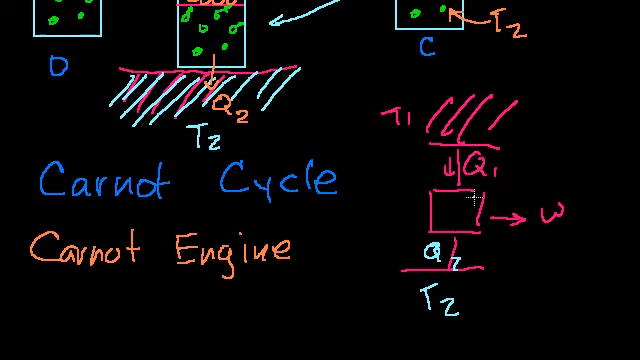 T2
D
C
Q2
T1
T2
Q1
Carnot Cycle
W
Carnot Engine
Q2
T2